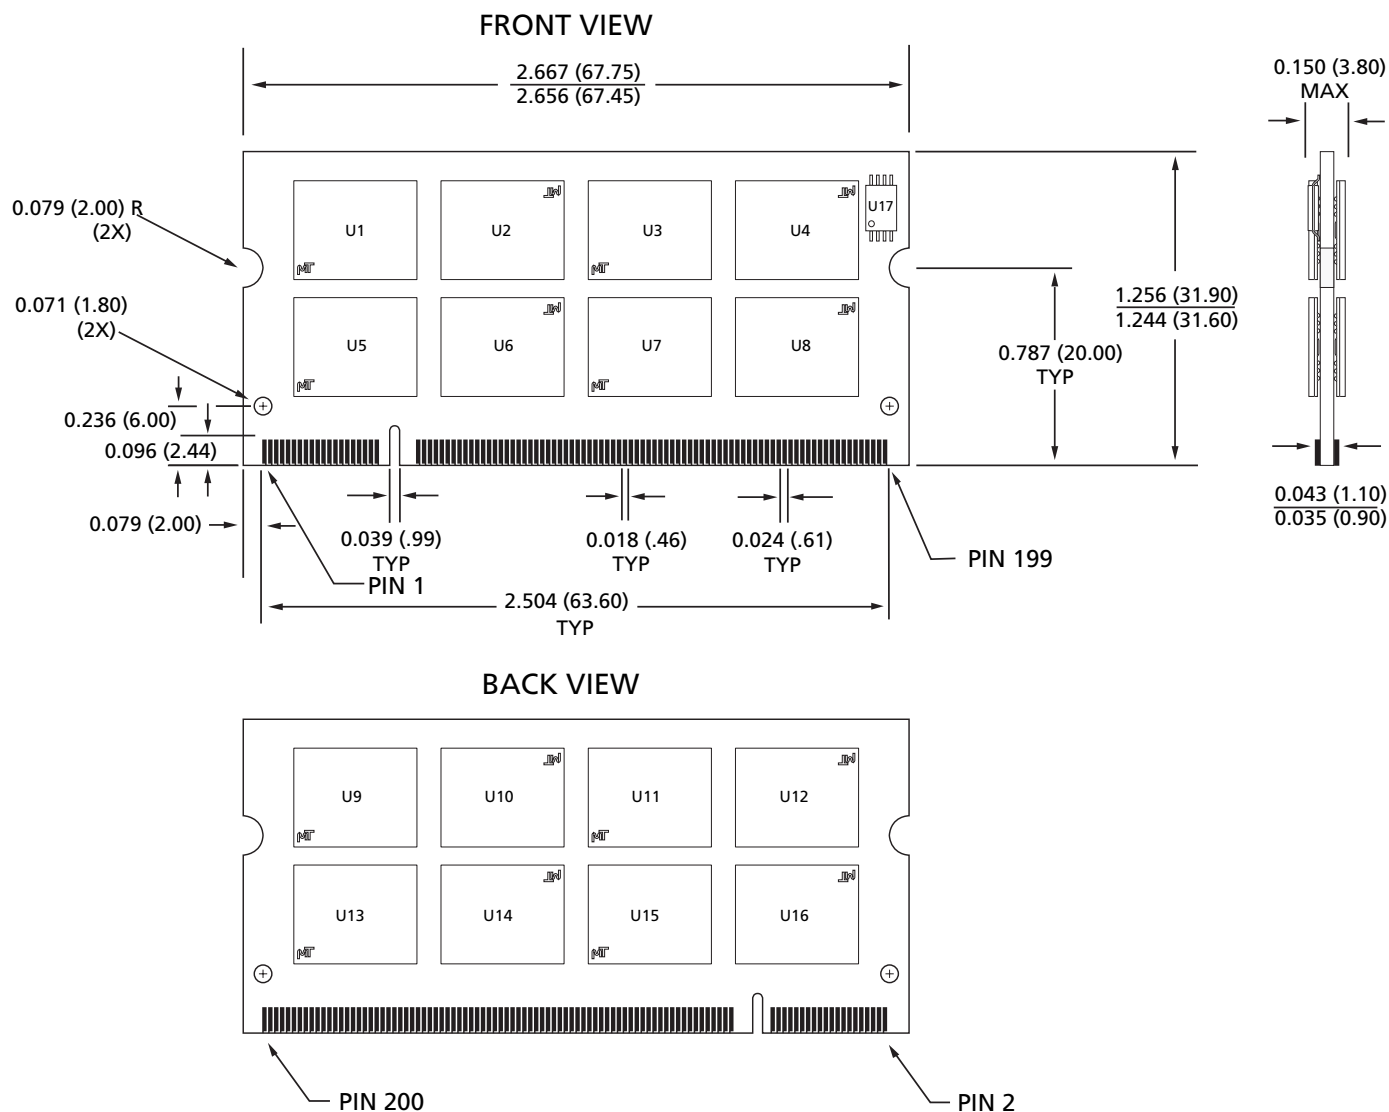 FRONT VIEW
2.667 (67.75)
2.656 (67.45)
0.150 (3.80)
MAX
0.079 (2.00) R
(2X)
U1
U2
U3
U4
U17
0.071 (1.80)
(2X)
1.256 (31.90)
1.244 (31.60)
U5
U6
U7
U8
0.787 (20.00)
TYP
0.236 (6.00)
0.096 (2.44)
0.079 (2.00)
0.039 (.99)
TYP
0.018 (.46)
TYP
0.024 (.61)
TYP
0.043 (1.10)
0.035 (0.90)
PIN 199
PIN 1
2.504 (63.60)
TYP
BACK VIEW
U9
U10
U11
U12
U13
U14
U15
U16
PIN 200
PIN 2